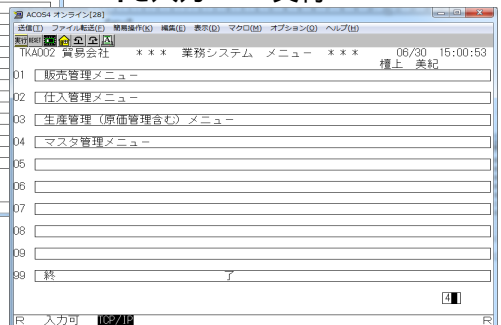 ACOS4 オンライン[28]
送信(T) ファイル転送(F) 簡易操作(K) 編集(E) 表示(D) マクロ(M) オプション(O) ヘルプ(H)
実行
TKA002 貿易会社 *** 業務システム メニュー *** 06/30 15:00:53
檀上 美紀
01 販売管理メニュー
02 仕入管理メニュー
03 生産管理（原価管理含む）メニュー
04 マスタ管理メニュー
05
06
07
08
09
99 終 了
4
R 入力可 TCP/IP R